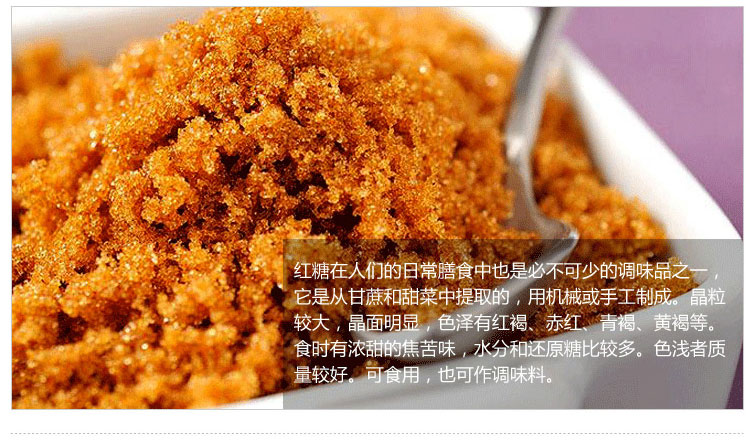 红糖在人们的日常膳食中也是必不可少的调味品之一，
它是从甘蔗和甜菜中提取的，用机械或手工制成。晶粒
较大，晶面明显，色泽有红褐、赤红、青褐、黄褐等。
食时有浓甜的焦苦味，水分和还原糖比较多。色浅者质
量较好。可食用，也可作调味料。